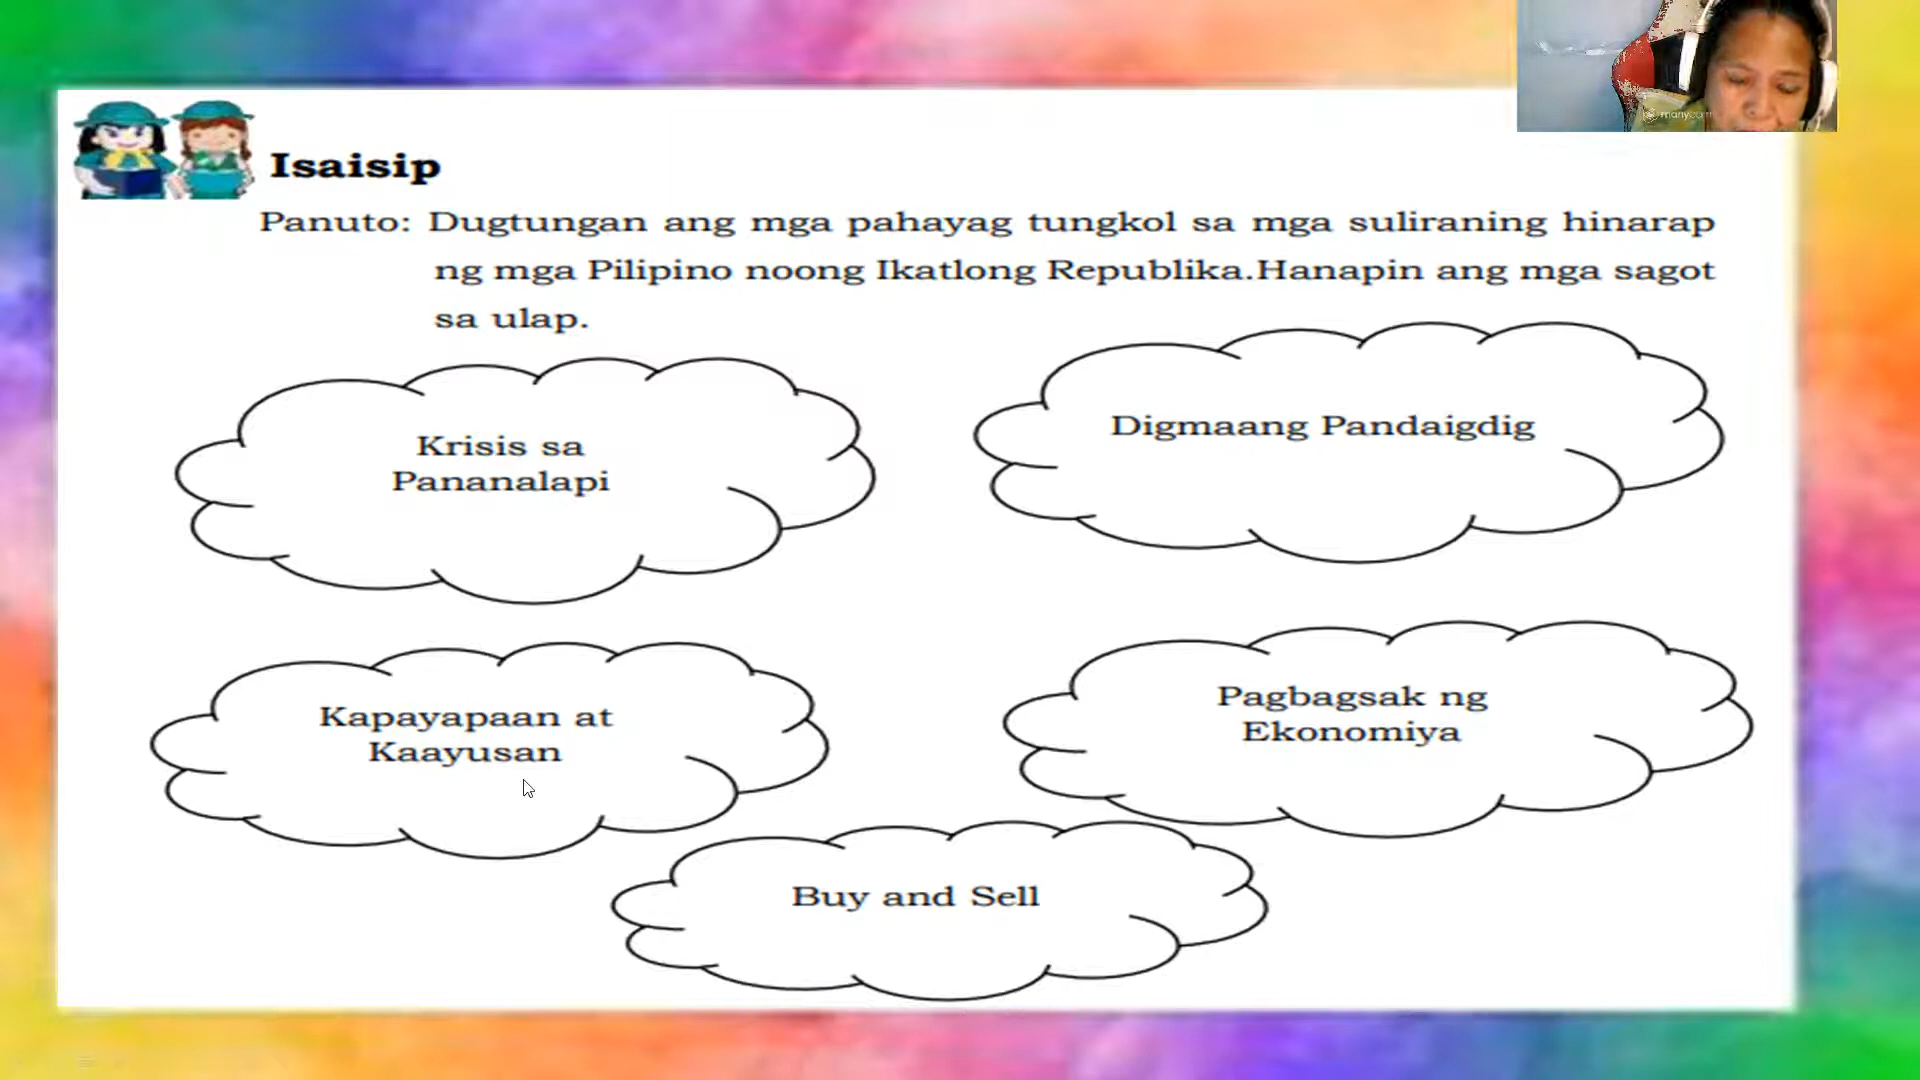 manycam
Isaisip
Panuto: Dugtungan ang mga pahayag tungkol sa mga suliraning hinarap
ng mga Pilipino noong Ikatlong Republika.Hanapin ang mga sagot
sa ulap.
Krisis sa
Pananalapi
Digmaang Pandaigdig
Kapayapaan at
Kaayusan
Pagbagsak ng
Ekonomiya
Buy and Sell